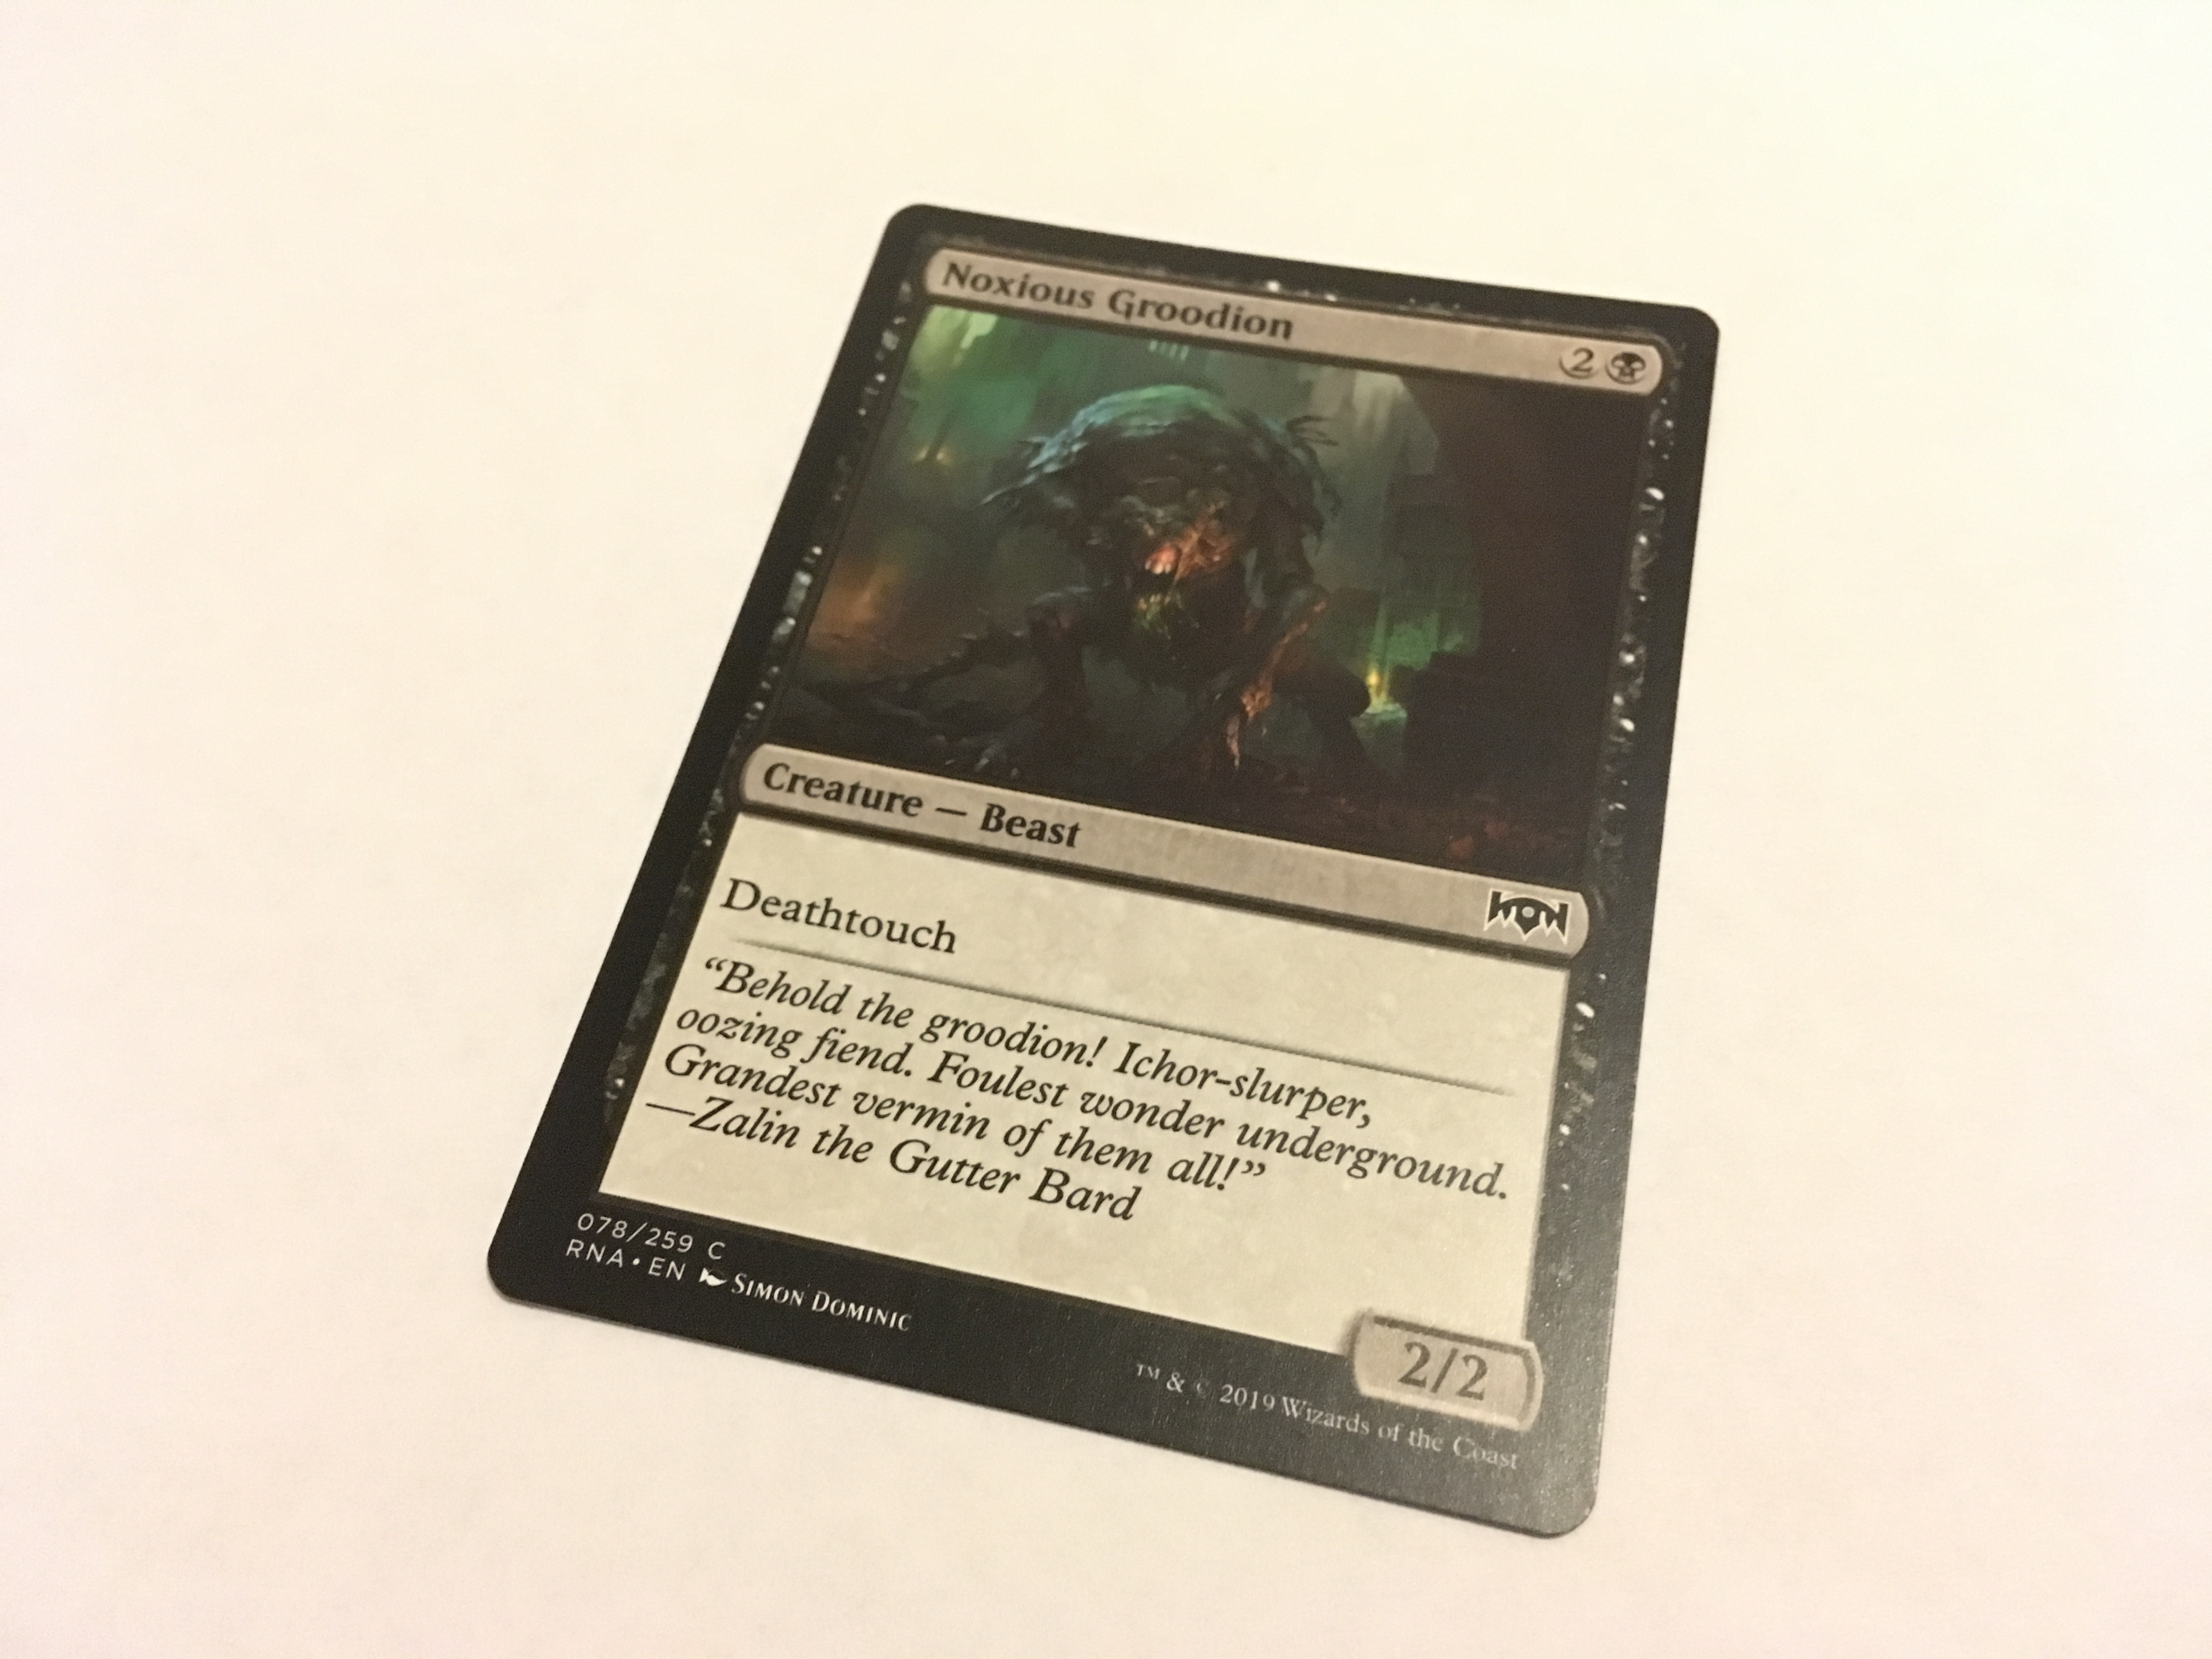 Noxious Groodion 2
Creature — Beast
Deathtouch
“Behold the groodion! Ichor-slurper,
oozing fiend. Foulest wonder underground.
Grandest vermin of them all!”
—Zalin the Gutter Bard
2/2
078/259 C
RNA • EN SIMON DOMINIC
™ & © 2019 Wizards of the Coast